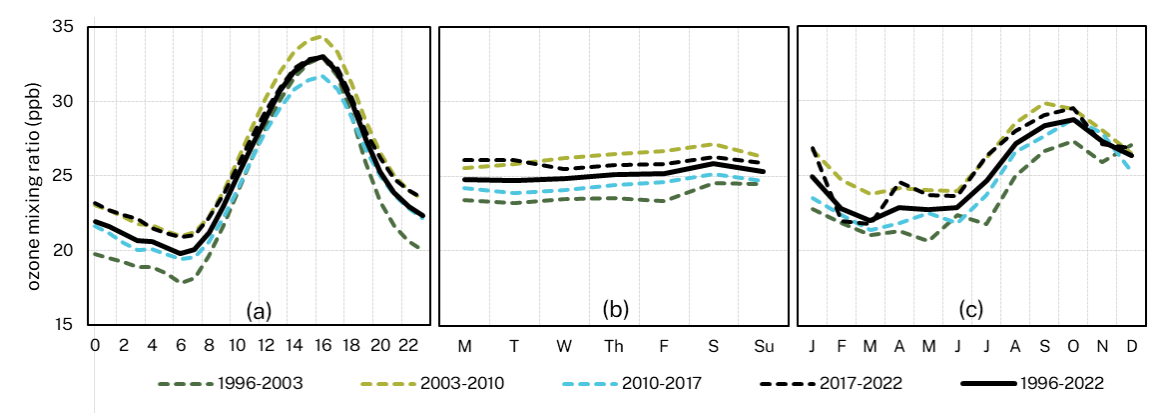 ozone mixing ratio (ppb)
35
30
25
20
15
(a)
(b)
(c)
0 2 4 6 8 10 12 14 16 18 20 22
M T W Th F S Su
J F M A M J J A S O N D
1996-2003 2003-2010 2010-2017 2017-2022 1996-2022